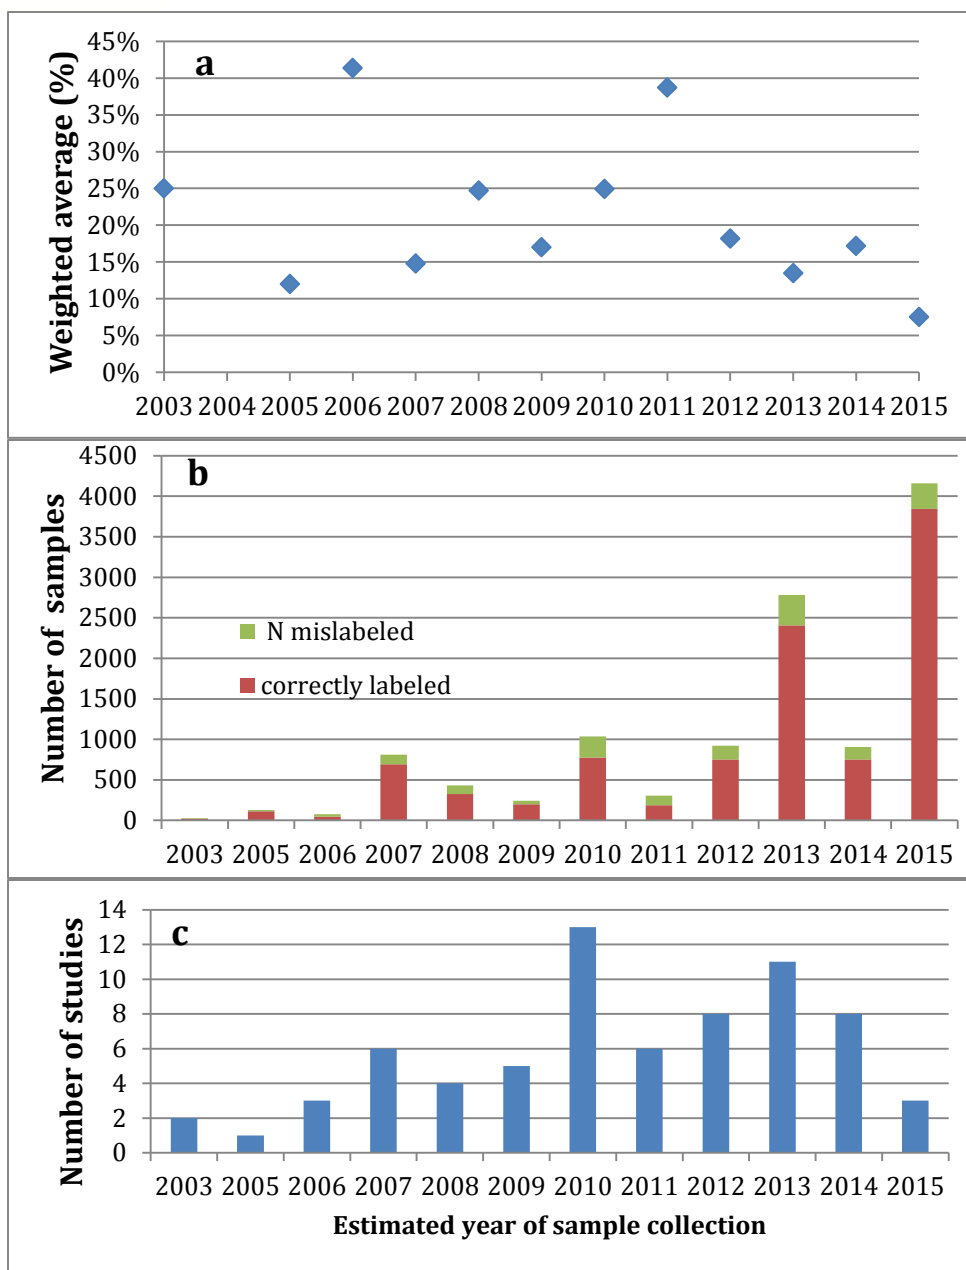 a
Weighted average (%)
45%
40%
35%
30%
25%
20%
15%
10%
5%
0%
2003 2004 2005 2006 2007 2008 2009 2010 2011 2012 2013 2014 2015
b
Number of samples
4500
4000
3500
3000
2500
2000
1500
1000
500
0
N mislabeled
correctly labeled
2003 2005 2006 2007 2008 2009 2010 2011 2012 2013 2014 2015
c
Number of studies
14
12
10
8
6
4
2
0
2003 2005 2006 2007 2008 2009 2010 2011 2012 2013 2014 2015
Estimated year of sample collection